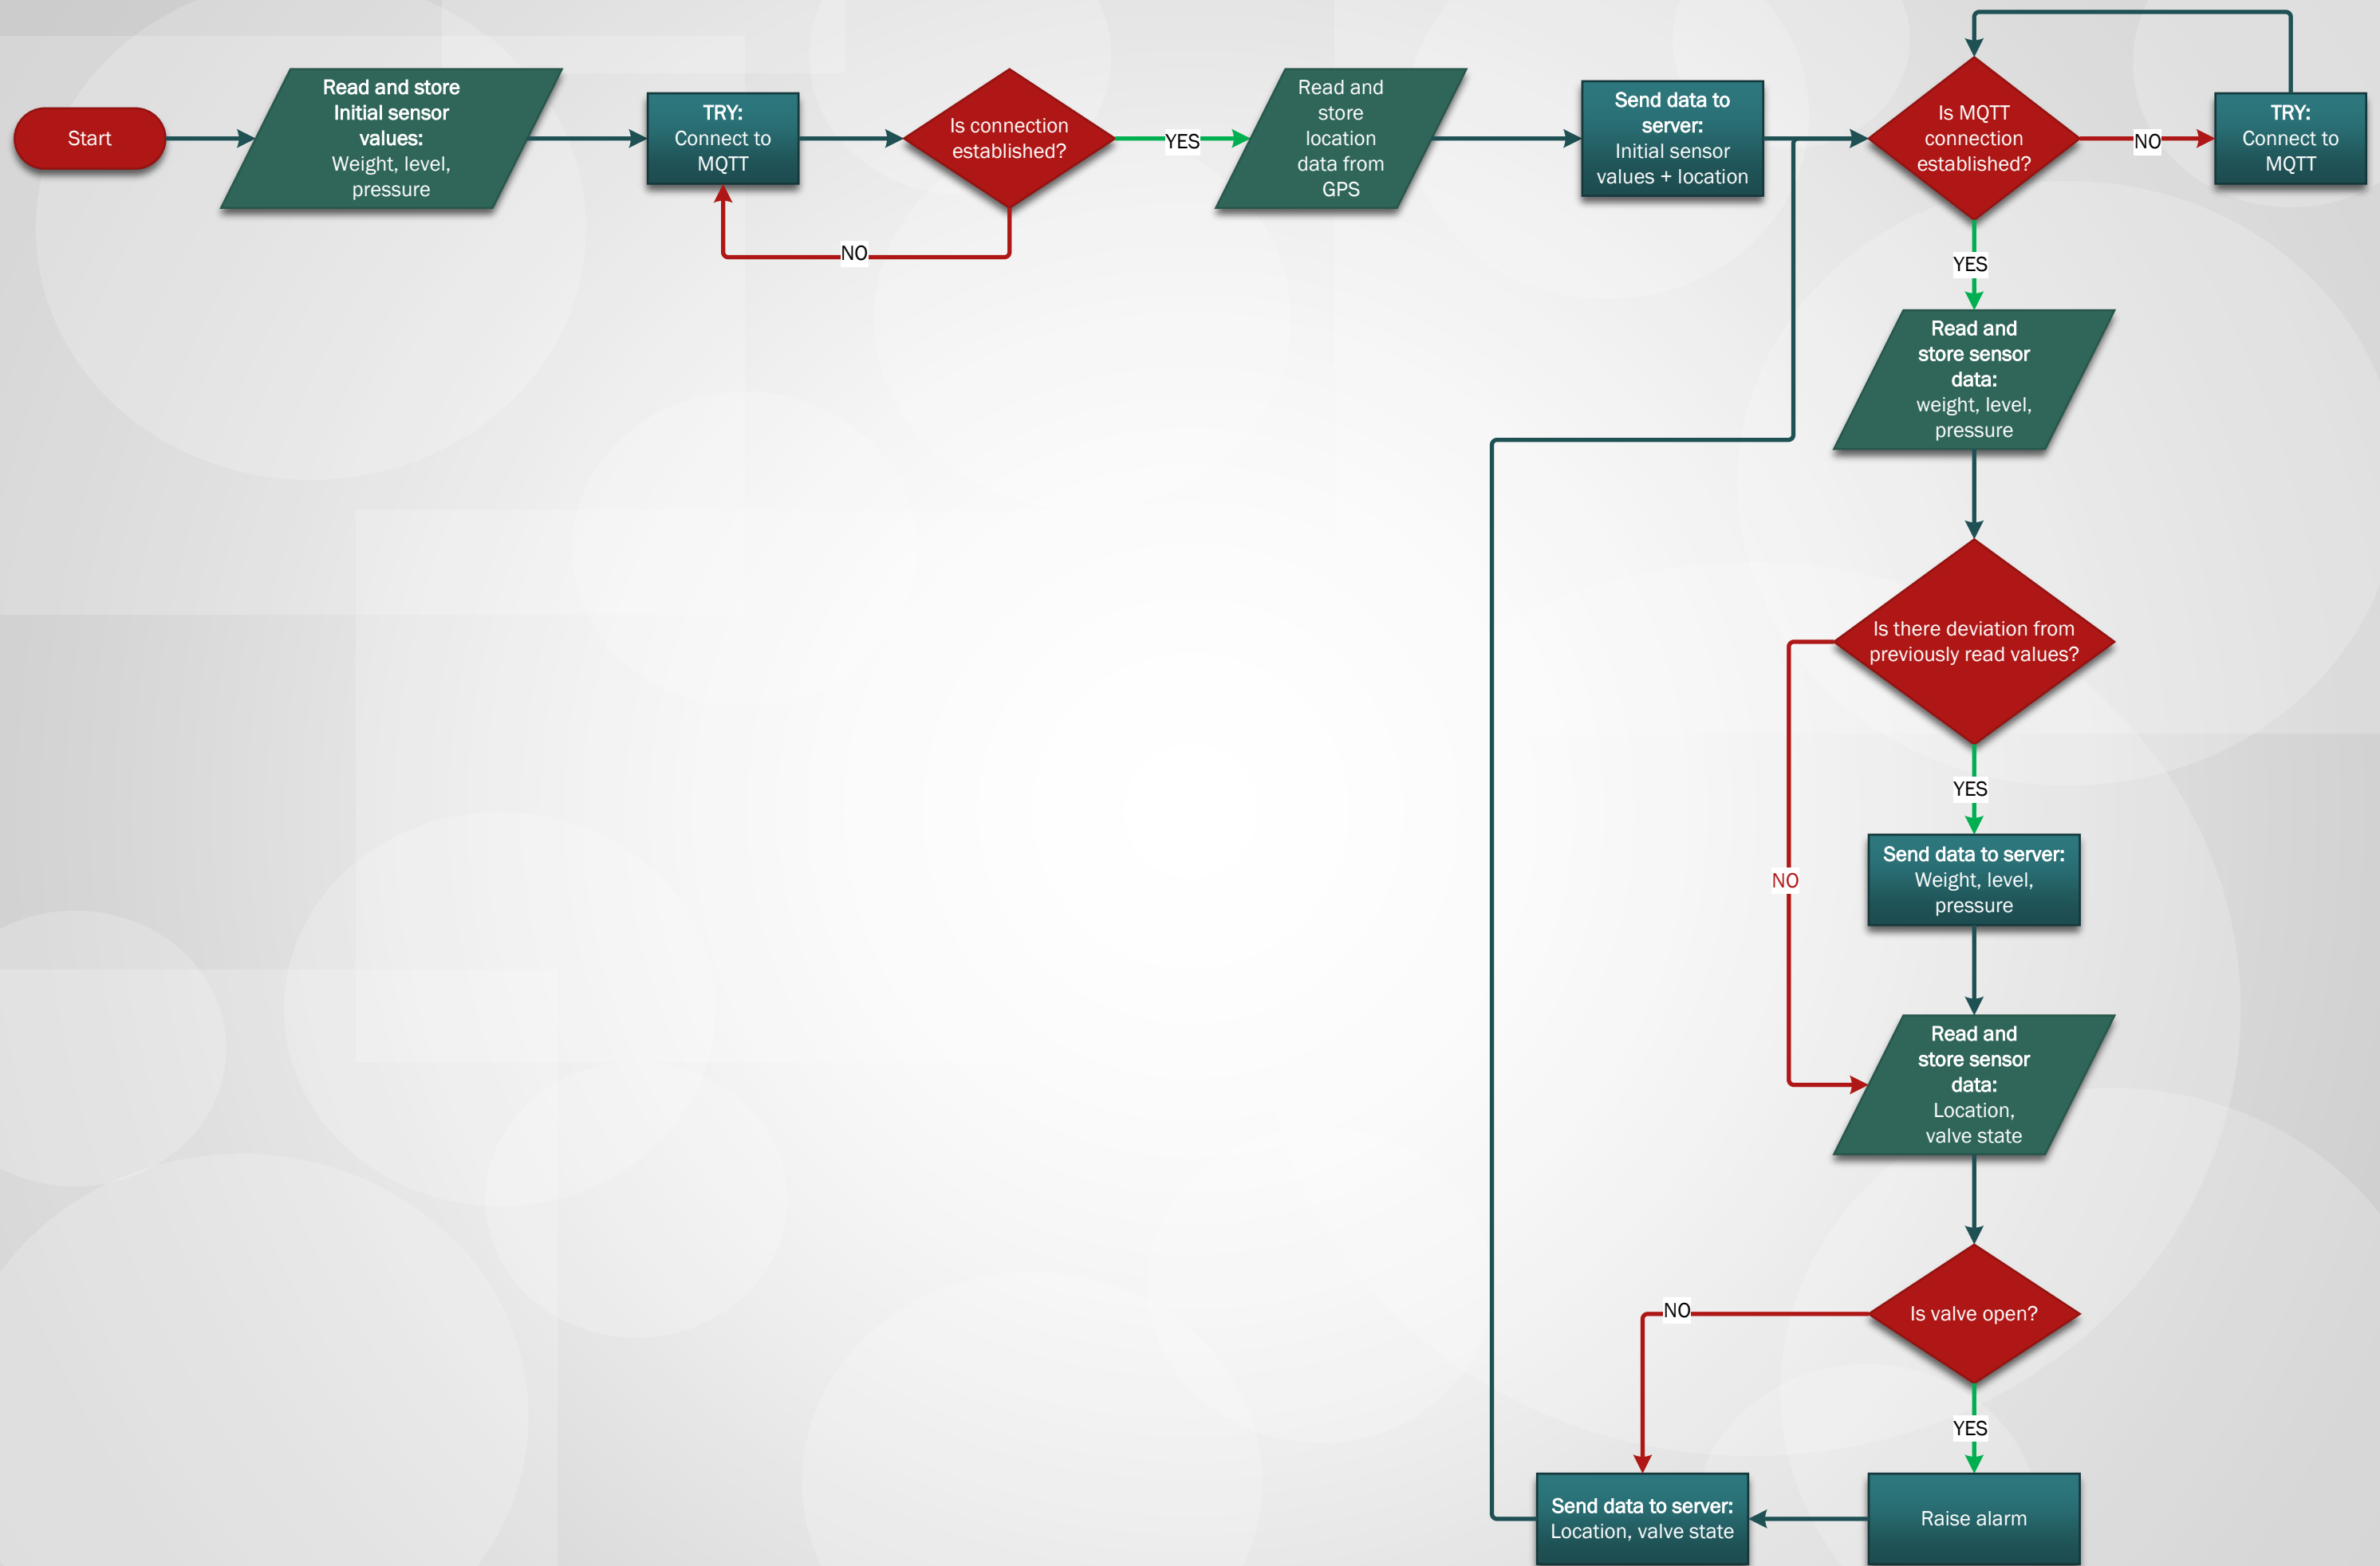 Start
Read and store
Initial sensor
values:
Weight, level,
pressure
TRY:
Connect to
MQTT
Is connection
established?
NO
YES
Read and
store
location
data from
GPS
Send data to
server:
Initial sensor
values + location
Is MQTT
connection
established?
NO
TRY:
Connect to
MQTT
YES
Read and
store sensor
data:
weight, level,
pressure
Is there deviation from
previously read values?
YES
NO
Send data to server:
Weight, level,
pressure
Read and
store sensor
data:
Location,
valve state
Is valve open?
NO
YES
Raise alarm
Send data to server:
Location, valve state